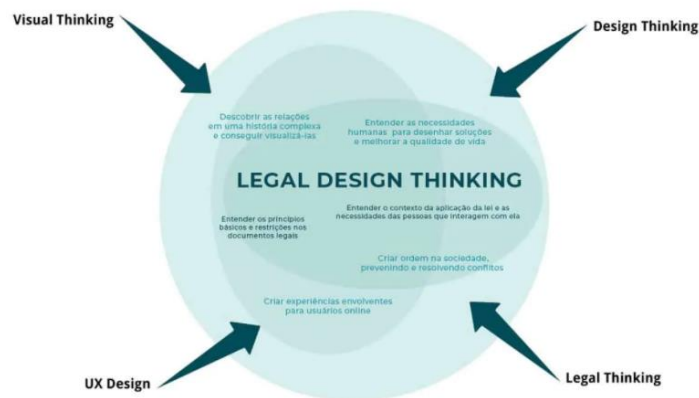 Visual Thinking
Design Thinking
Descobrir as relações
em uma história complexa
e conseguir visualizá-las
Entender as necessidades
humanas para desenhar soluções
e melhorar a qualidade de vida
LEGAL DESIGN THINKING
Entender os princípios
básicos e restrições nos
documentos legais
Entender o contexto da aplicação da lei e as
necessidades das pessoas que interagem com ela
Criar ordem na sociedade,
prevenindo e resolvendo conflitos
Criar experiências envolventes
para usuários online
UX Design
Legal Thinking